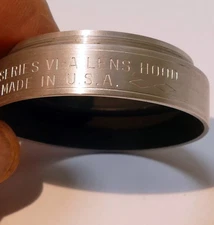 SERIES VI-A LENS HOOD
MADE IN U.S.A.